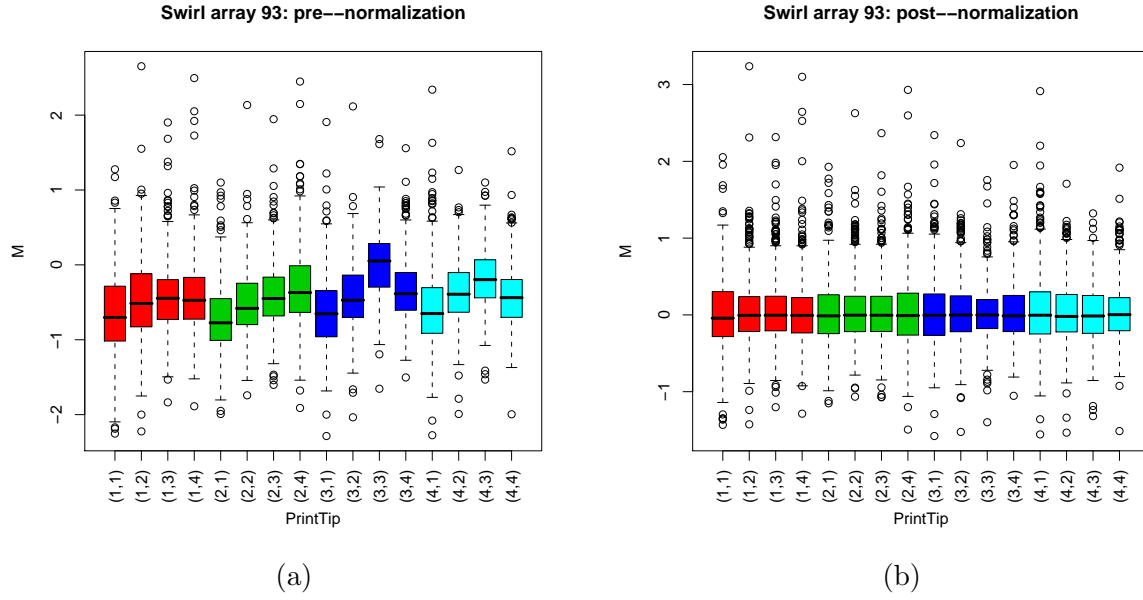 Swirl array 93: pre−−normalization
M
2
1
0
−1
−2
(1,1) (1,2) (1,3) (1,4) (2,1) (2,2) (2,3) (2,4) (3,1) (3,2) (3,3) (3,4) (4,1) (4,2) (4,3) (4,4)
PrintTip
(a)
Swirl array 93: post−−normalization
M
3
2
1
0
−1
(1,1) (1,2) (1,3) (1,4) (2,1) (2,2) (2,3) (2,4) (3,1) (3,2) (3,3) (3,4) (4,1) (4,2) (4,3) (4,4)
PrintTip
(b)